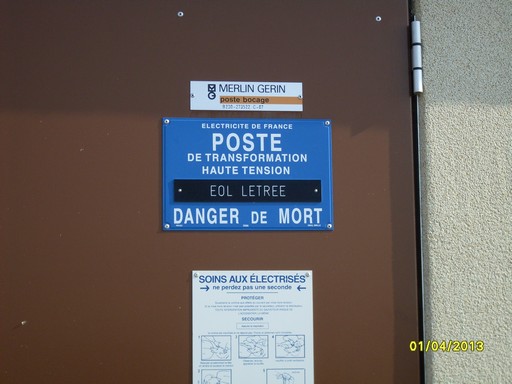 MERLIN GERIN
poste bocage
ELECTRICITE DE FRANCE
POSTE
DE TRANSFORMATION
HAUTE TENSION
EOL LETREE
DANGER DE MORT
SOINS AUX ÉLECTRISÉS
ne perdez pas une seconde
PROTÉGER
SECOURIR
01/04/2013